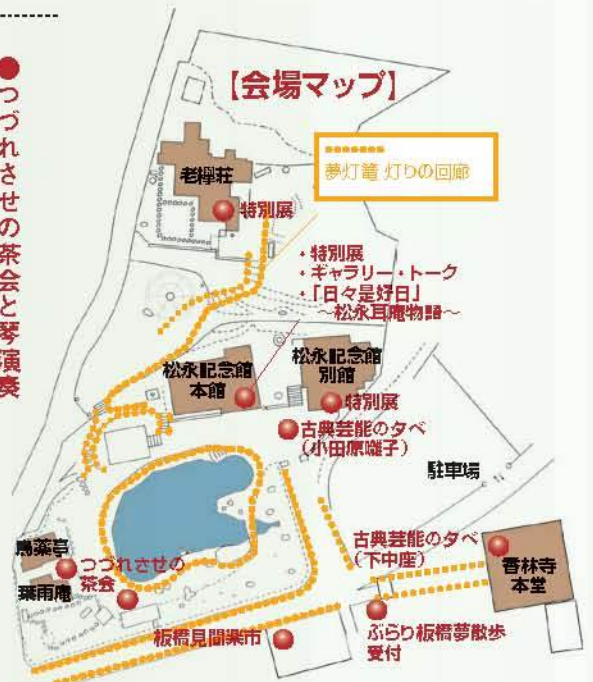 ●つづれさせの茶会と琴演奏
【会場マップ】
夢灯篭 灯りの回廊
老欅荘
特別展
・特別展
・ギャラリー・トーク
・「日々是好日」
～松永耳庵物語～
松永記念館
本館
松永記念館
別館
特別展
古典芸能の夕べ
(小田原囃子)
駐車場
烏薬亭
つづれさせの
茶会
葉雨庵
古典芸能の夕べ
(下中座)
香林寺
本堂
板橋見聞楽市
ぶらり板橋夢散歩
受付